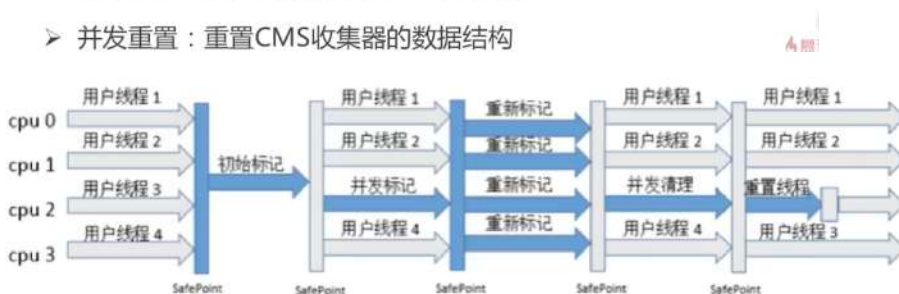 ➢ 并发重置：重置CMS收集器的数据结构
用户线程 1 用户线程 1 重新标记 用户线程 1 用户线程 1
cpu 0
用户线程 2 用户线程 2 重新标记 用户线程 2 用户线程 2
cpu 1
初始标记
用户线程 3 并发标记 重新标记 并发清理 重置线程
cpu 2
用户线程 4 用户线程 4 重新标记 用户线程 4 用户线程 3
cpu 3
SafePoint SafePoint SafePoint SafePoint SafePoint